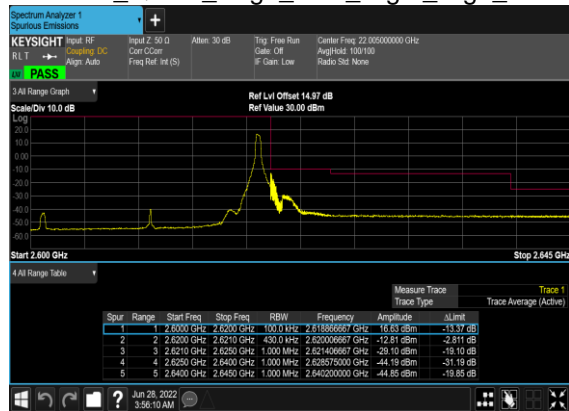 Spectrum Analyzer 1
Spurious Emissions
+
KEYSIGHT Input: RF Input Z: 50 Ω Atten: 30 dB Trig: Free Run Center Freq: 22.005000000 GHz
RLT Coupling: DC Corr CCorr Gate: Off Avg|Hold: 100/100
Align: Auto Freq Ref: Int (S) IF Gain: Low Radio Std: None
LV PASS
3 All Range Graph
Ref Lvl Offset 14.97 dB
Scale/Div 10.0 dB Ref Value 30.00 dBm
Log
20.0
10.0
0.00
-10.0
-20.0
-30.0
-40.0
-50.0
-60.0
Start 2.600 GHz Stop 2.645 GHz
4 All Range Table
Measure Trace Trace 1
Trace Type Trace Average (Active)
Spur Range Start Freq Stop Freq RBW Frequency Amplitude ΔLimit
1 1 2.6000 GHz 2.6200 GHz 100.0 kHz 2.618866667 GHz 16.63 dBm -13.37 dB
2 2 2.6200 GHz 2.6210 GHz 430.0 kHz 2.620006667 GHz -12.81 dBm -2.811 dB
3 3 2.6210 GHz 2.6250 GHz 1.000 MHz 2.621406667 GHz -29.10 dBm -19.10 dB
4 4 2.6250 GHz 2.6400 GHz 1.000 MHz 2.628575000 GHz -44.19 dBm -31.19 dB
5 5 2.6400 GHz 2.6450 GHz 1.000 MHz 2.640200000 GHz -44.85 dBm -19.85 dB
? Jun 28, 2022
3:56:10 AM